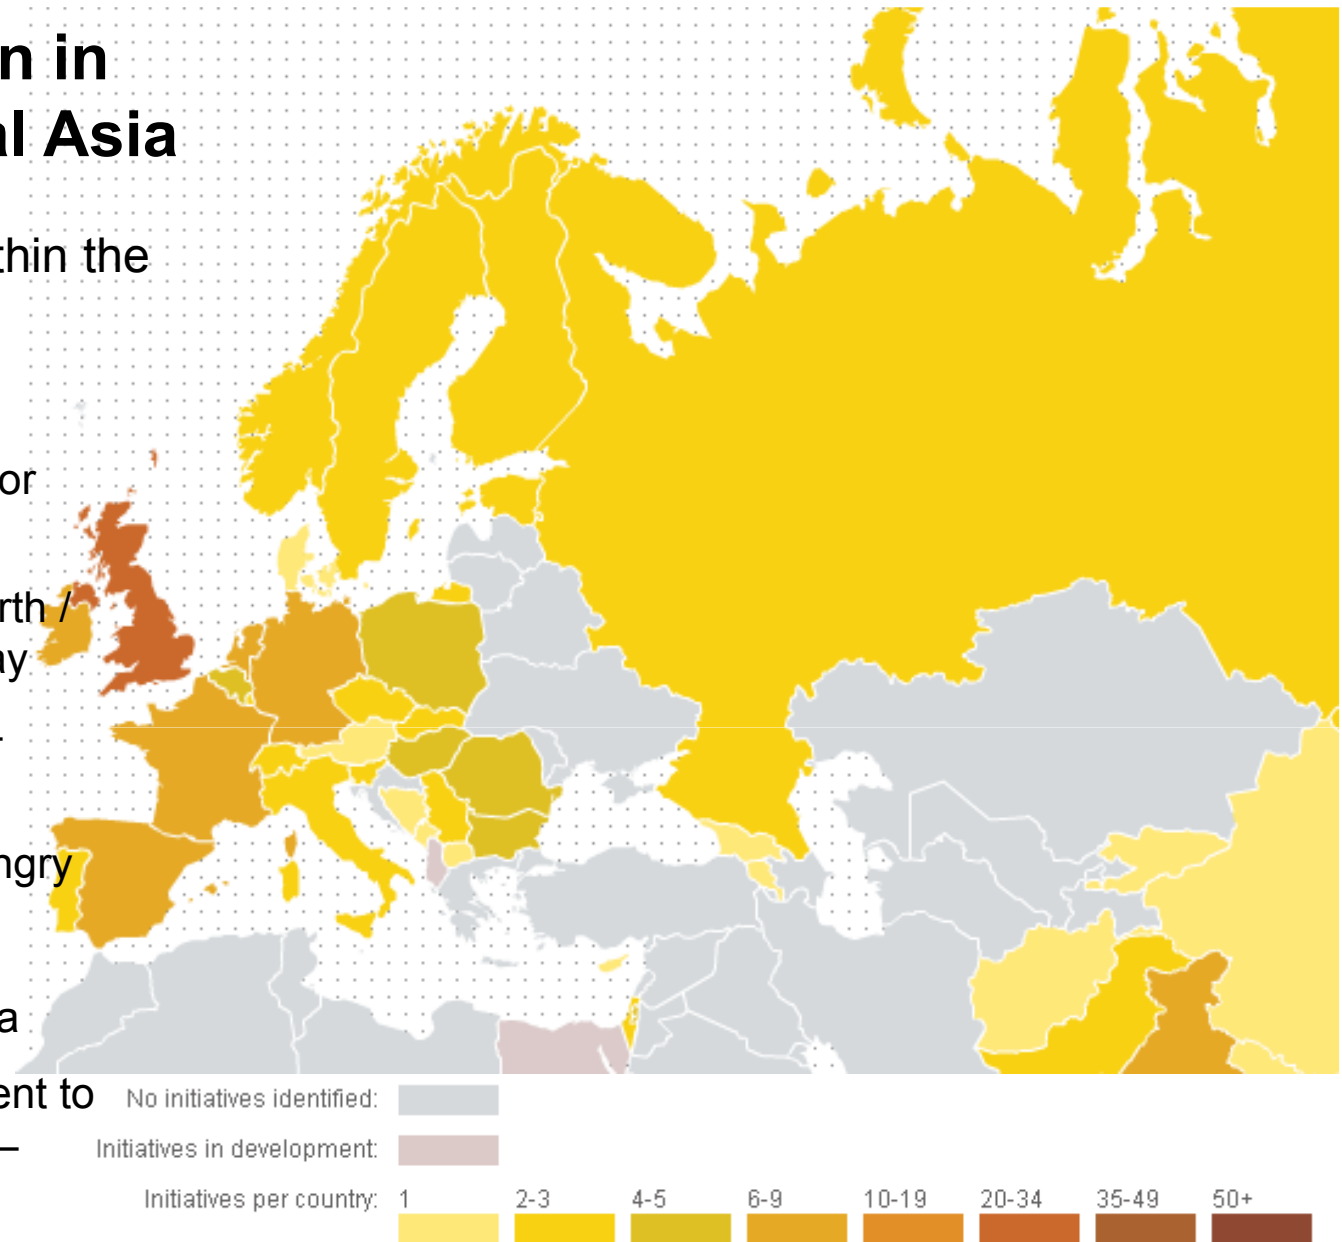 n in
al Asia
thin the
or
rth /
ay
-
ngry
a
ent to
–
No initiatives identified:
Initiatives in development:
Initiatives per country: 1 2-3 4-5 6-9 10-19 20-34 35-49 50+